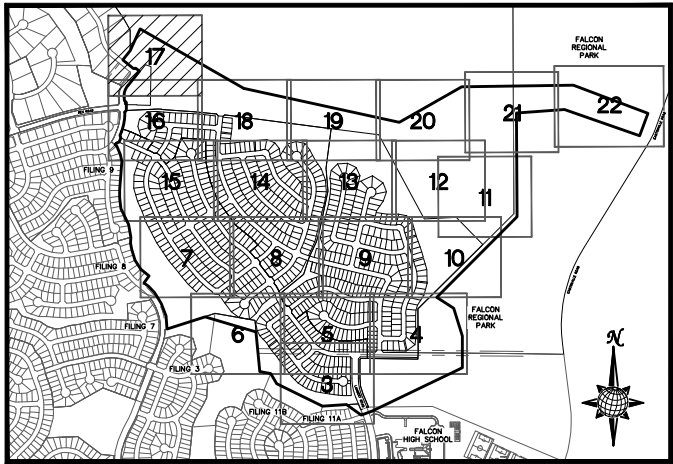 FALCON
REGIONAL
PARK
17
21
22
16
18
19
20
FILING 9
15
14
13
12
11
FILING 8
7
8
9
10
FILING 7
6
5
4
FALCON
REGIONAL
PARK
N
FILING 3
3
FILING 11B
FILING 11A
FALCON
HIGH SCHOOL